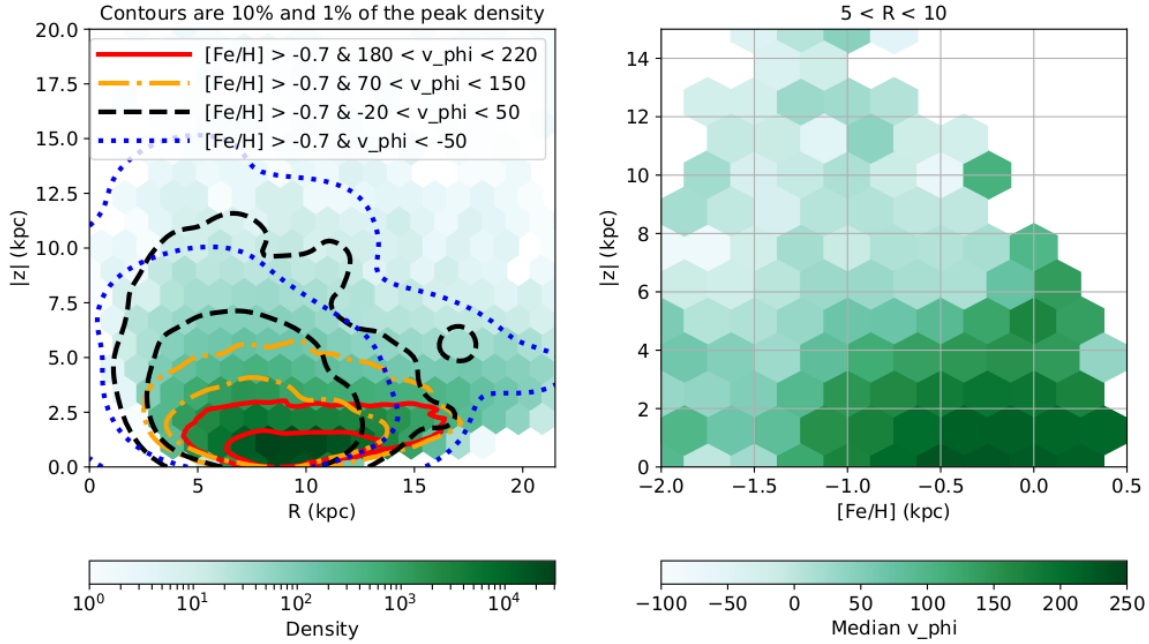 Contours are 10% and 1% of the peak density
20.0
17.5
15.0
12.5
10.0
7.5
5.0
2.5
0.0
|z| (kpc)
[Fe/H] > -0.7 & 180 < v_phi < 220
[Fe/H] > -0.7 & 70 < v_phi < 150
[Fe/H] > -0.7 & -20 < v_phi < 50
[Fe/H] > -0.7 & v_phi < -50
0 5 10 15 20
R (kpc)
10^0 10^1 10^2 10^3 10^4
Density
5 < R < 10
14
12
10
8
6
4
2
0
|z| (kpc)
−2.0 −1.5 −1.0 −0.5 0.0 0.5
[Fe/H] (kpc)
−100 −50 0 50 100 150 200 250
Median v_phi